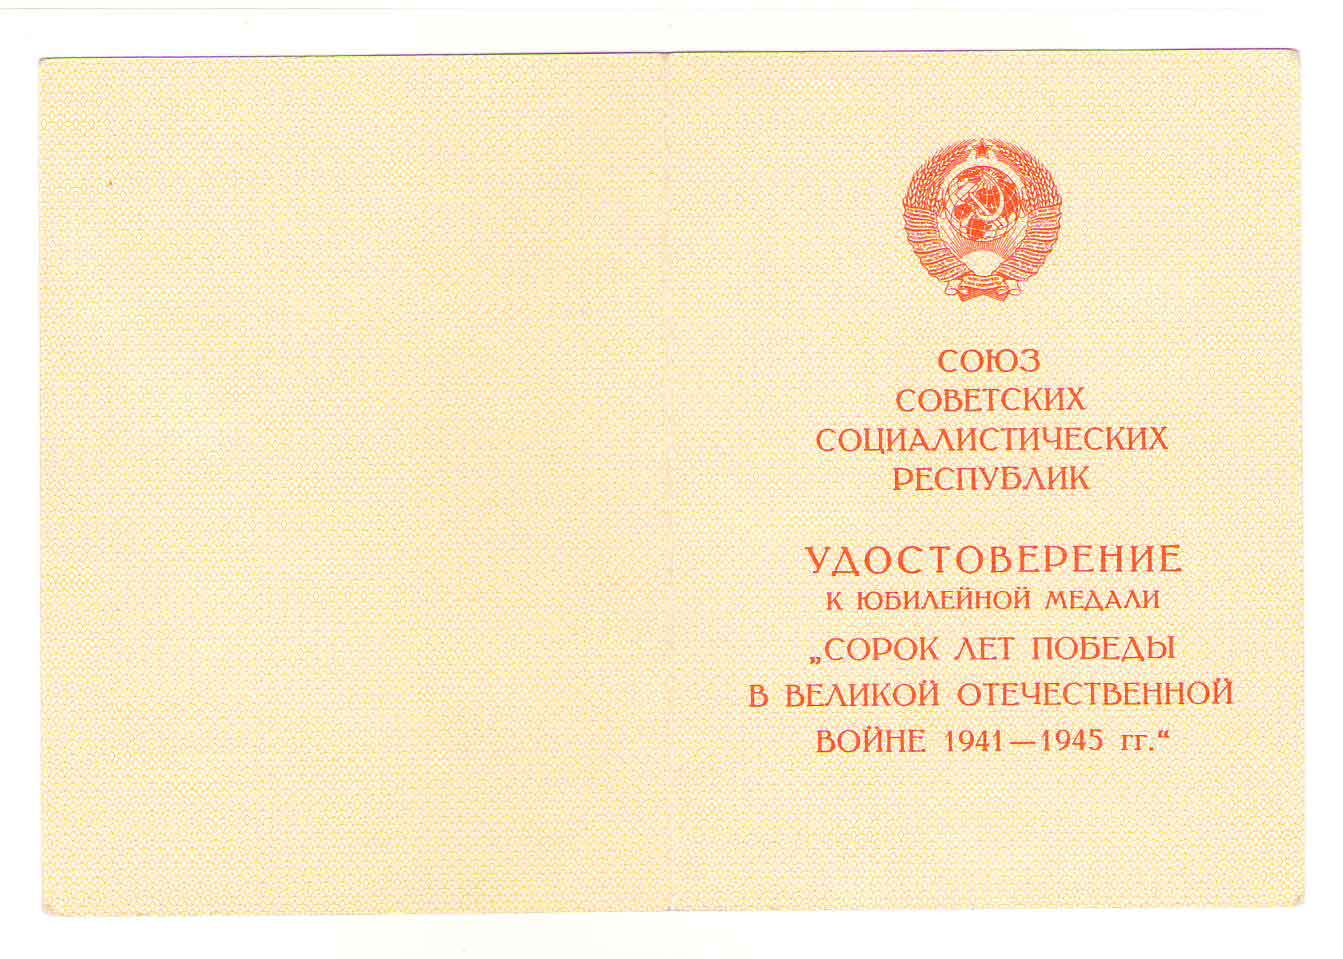 СОЮЗ
СОВЕТСКИХ
СОЦИАЛИСТИЧЕСКИХ
РЕСПУБЛИК
УДОСТОВЕРЕНИЕ
К ЮБИЛЕЙНОЙ МЕДАЛИ
„СОРОК ЛЕТ ПОБЕДЫ
В ВЕЛИКОЙ ОТЕЧЕСТВЕННОЙ
ВОЙНЕ 1941—1945 гг.“